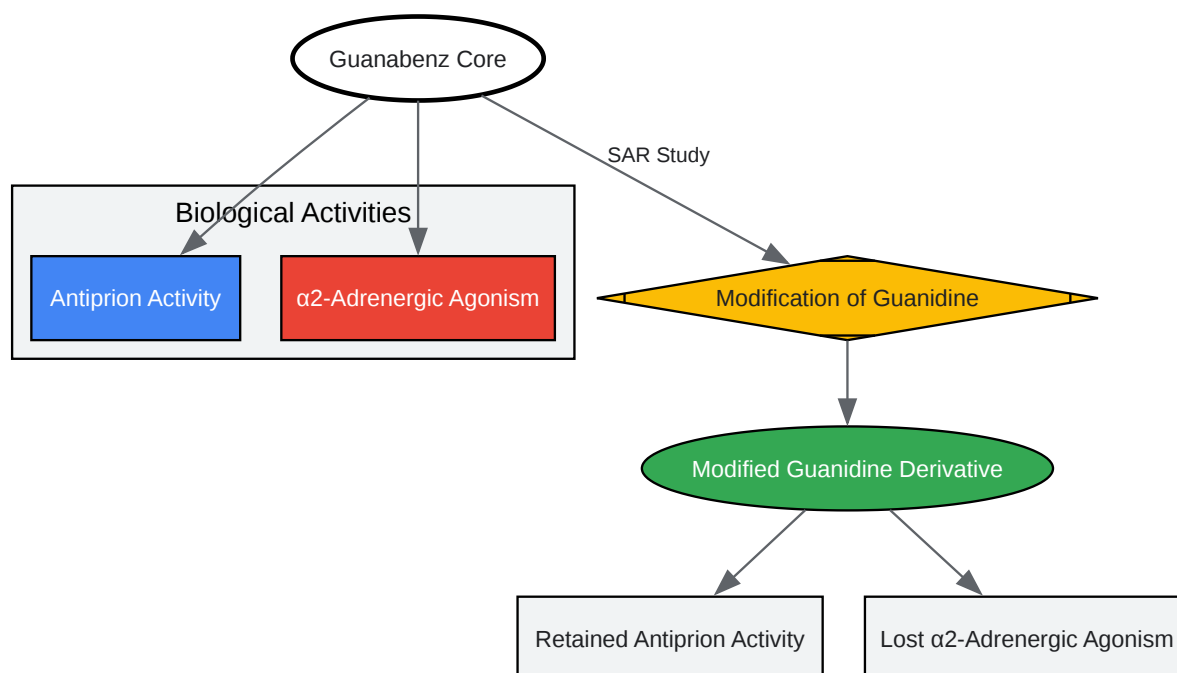 Guanabenz Core
SAR Study
Biological Activities
Antiprion Activity
α2-Adrenergic Agonism
Modification of Guanidine
Modified Guanidine Derivative
Retained Antiprion Activity
Lost α2-Adrenergic Agonism